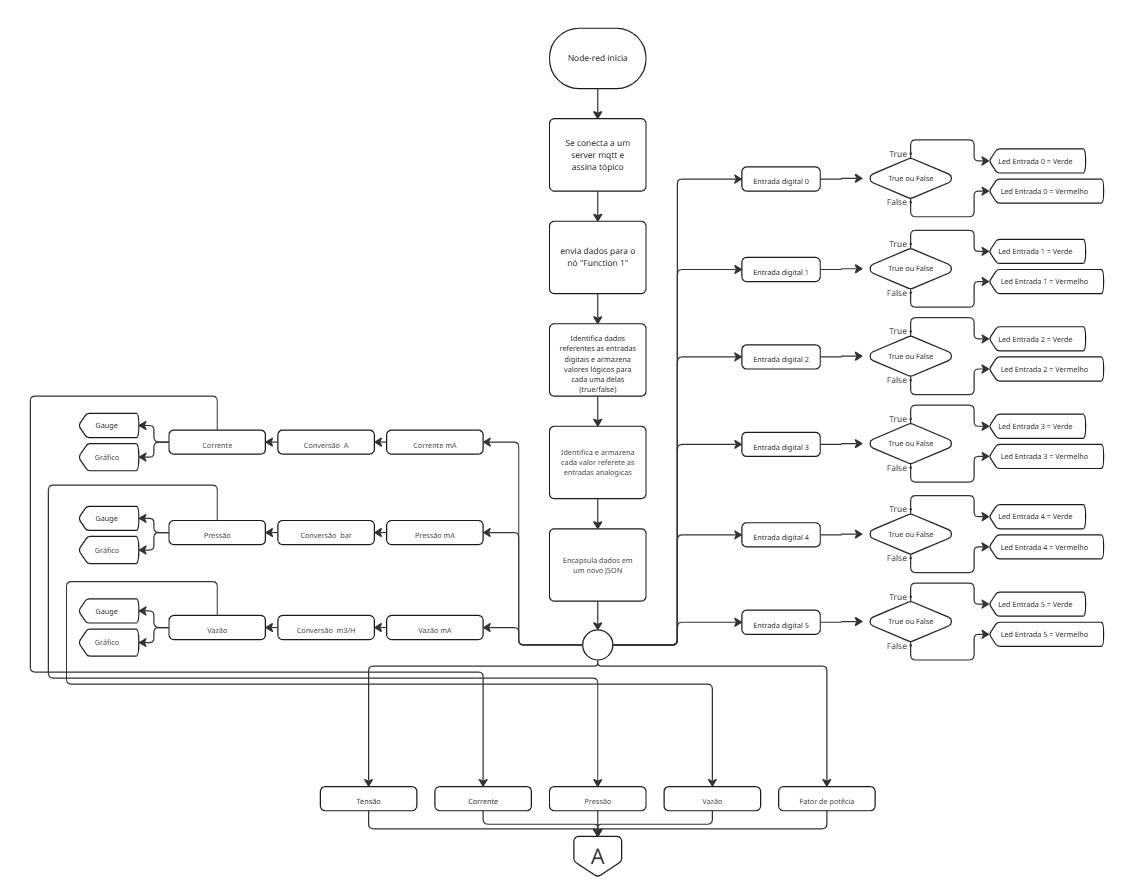 Node-red inicia
Se conecta a um
server mqtt e
assina tópico
envia dados para o
nó "Function 1"
Identifica dados
referentes as entradas
digitais e armazena
valores lógicos para
cada uma delas
(true/false)
Identifica e armazena
cada valor referete as
entradas analogicas
Encapsula dados em
um novo JSON
Entrada digital 0
True
True ou False
False
Led Entrada 0 = Verde
Led Entrada 0 = Vermelho
Entrada digital 1
True
True ou False
False
Led Entrada 1 = Verde
Led Entrada 1 = Vermelho
Entrada digital 2
True
True ou False
False
Led Entrada 2 = Verde
Led Entrada 2 = Vermelho
Entrada digital 3
True
True ou False
False
Led Entrada 3 = Verde
Led Entrada 3 = Vermelho
Entrada digital 4
True
True ou False
False
Led Entrada 4 = Verde
Led Entrada 4 = Vermelho
Entrada digital 5
True
True ou False
False
Led Entrada 5 = Verde
Led Entrada 5 = Vermelho
Gauge
Gráfico
Corrente
Conversão A
Corrente mA
Gauge
Gráfico
Pressão
Conversão bar
Pressão mA
Gauge
Gráfico
Vazão
Conversão m3/H
Vazão mA
Tensão
Corrente
Pressão
Vazão
Fator de potêcia
A